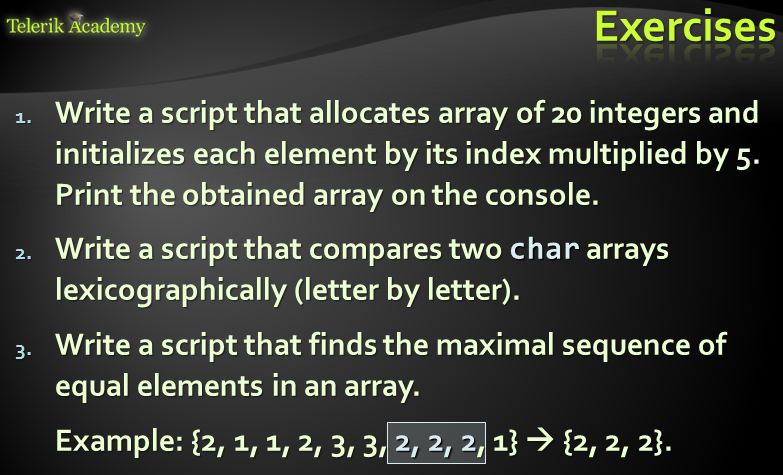 Telerik Academy
Exercises
1. Write a script that allocates array of 20 integers and
initializes each element by its index multiplied by 5.
Print the obtained array on the console.
2. Write a script that compares two char arrays
lexicographically (letter by letter).
3. Write a script that finds the maximal sequence of
equal elements in an array.
Example: {2, 1, 1, 2, 3, 3, 2, 2, 2, 1} → {2, 2, 2}.